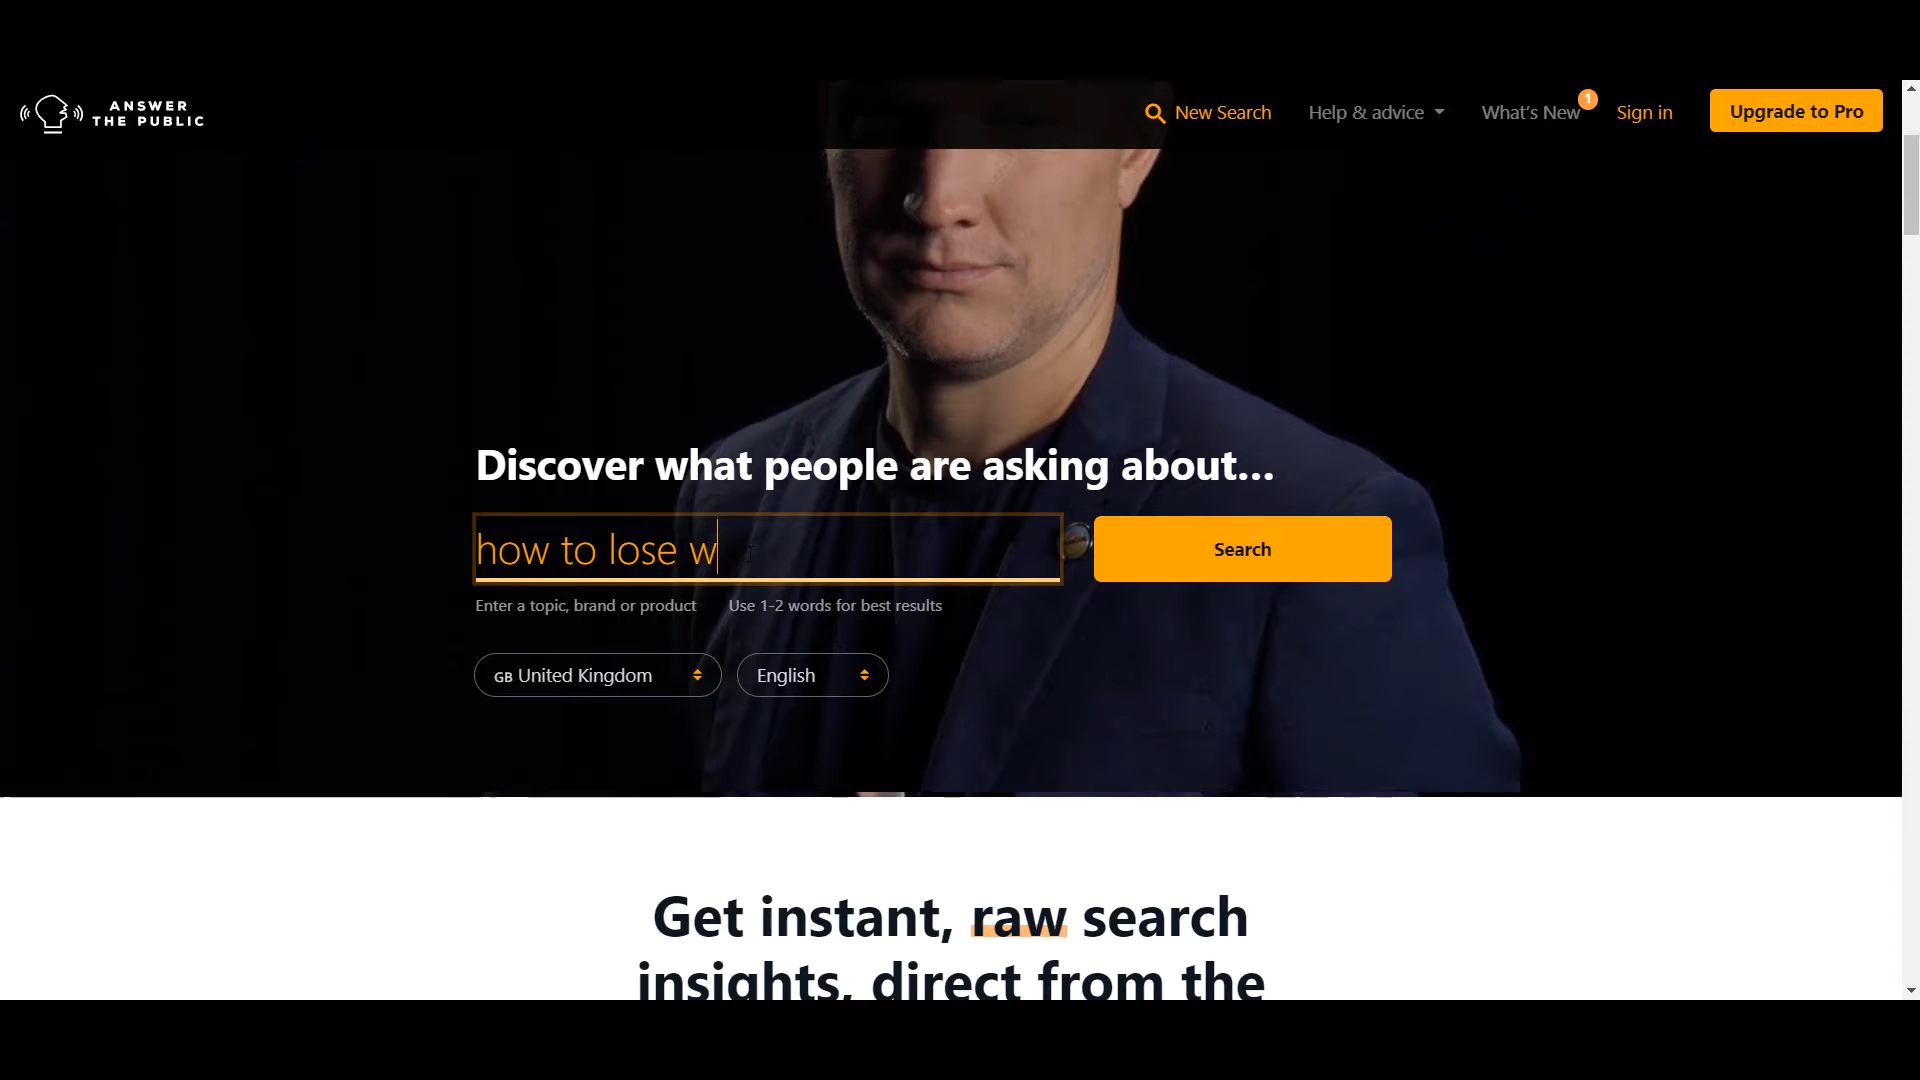 ANSWER
THE PUBLIC
New Search
Help & advice
What's New
1
Sign in
Upgrade to Pro
Discover what people are asking about...
how to lose w
Search
Enter a topic, brand or product
Use 1-2 words for best results
GB United Kingdom
English
Get instant, raw search
insights, direct from the